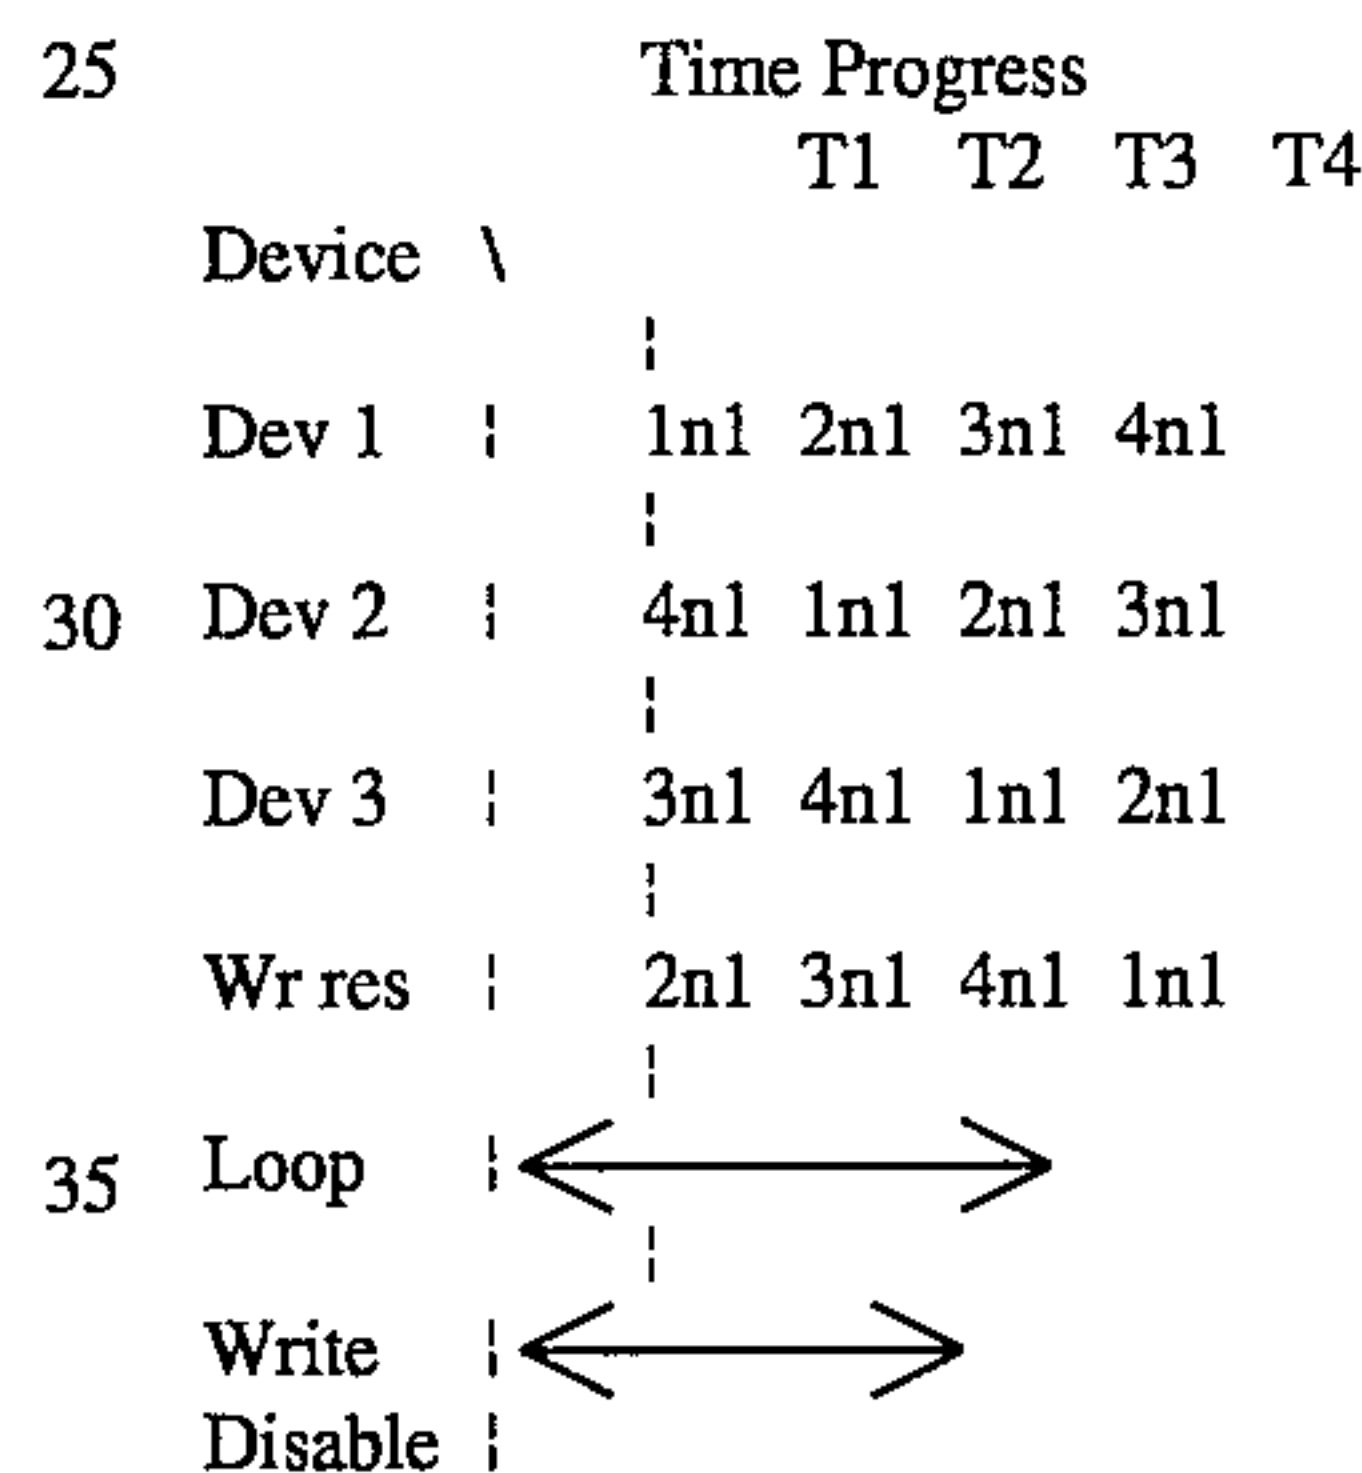 25 Time Progress
T1 T2 T3 T4
Device \
¦
Dev 1 ¦ 1n1 2n1 3n1 4n1
¦
30 Dev 2 ¦ 4n1 1n1 2n1 3n1
¦
Dev 3 ¦ 3n1 4n1 1n1 2n1
¦
Wr res ¦ 2n1 3n1 4n1 1n1
¦
35 Loop ¦
¦
Write ¦
Disable ¦